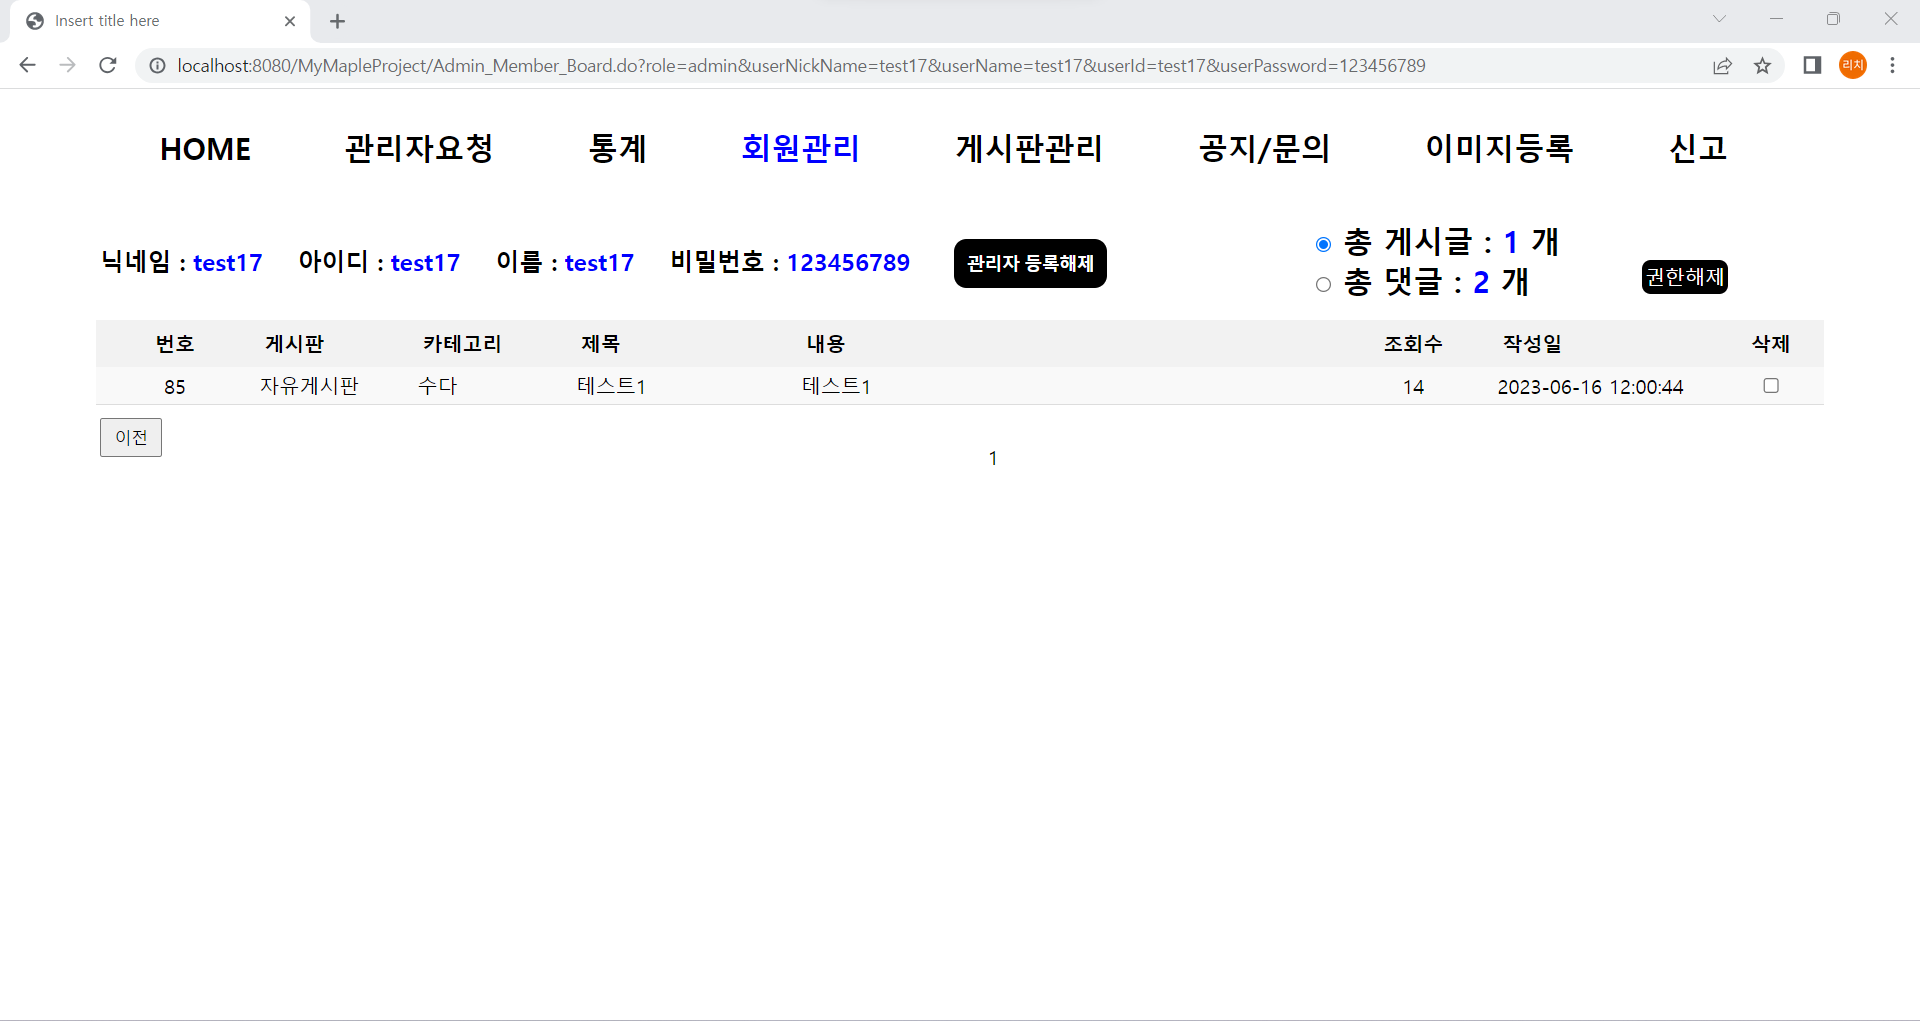 Insert title here
localhost:8080/MyMapleProject/Admin_Member_Board.do?role=admin&userNickName=test17&userName=test17&userId=test17&userPassword=123456789
리치
HOME 관리자요청 통계 회원관리 게시판관리 공지/문의 이미지등록 신고
닉네임 : test17 아이디 : test17 이름 : test17 비밀번호 : 123456789 관리자 등록해제
총 게시글 : 1 개
총 댓글 : 2 개
권한해제
번호 게시판 카테고리 제목 내용 조회수 작성일 삭제
85 자유게시판 수다 테스트1 테스트1 14 2023-06-16 12:00:44
이전
1